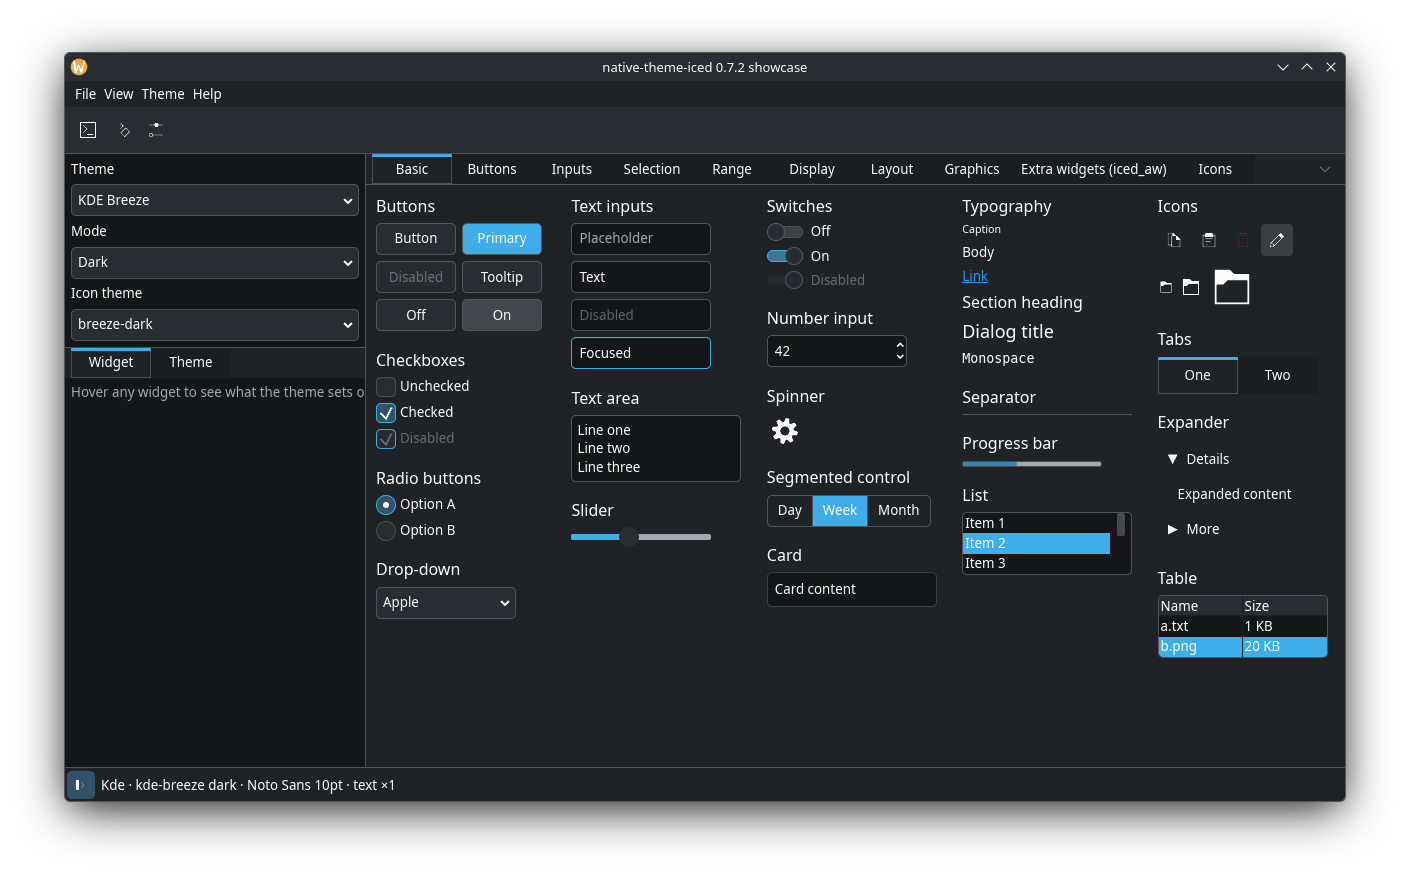 native-theme-iced 0.7.2 showcase
File View Theme Help
Theme
KDE Breeze
Mode
Dark
Icon theme
breeze-dark
Widget Theme
Hover any widget to see what the theme sets o
Basic Buttons Inputs Selection Range Display Layout Graphics Extra widgets (iced_aw) Icons
Buttons
Button Primary
Disabled Tooltip
Off On
Checkboxes
Unchecked
Checked
Disabled
Radio buttons
Option A
Option B
Drop-down
Apple
Text inputs
Placeholder
Text
Disabled
Focused
Text area
Line one
Line two
Line three
Slider
Switches
Off
On
Disabled
Number input
42
Spinner
Segmented control
Day Week Month
Card
Card content
Typography
Caption
Body
Link
Section heading
Dialog title
Monospace
Separator
Progress bar
List
Item 1
Item 2
Item 3
Icons
Tabs
One Two
Expander
▼ Details
Expanded content
▶ More
Table
Name Size
a.txt 1 KB
b.png 20 KB
Kde · kde-breeze dark · Noto Sans 10pt · text ×1